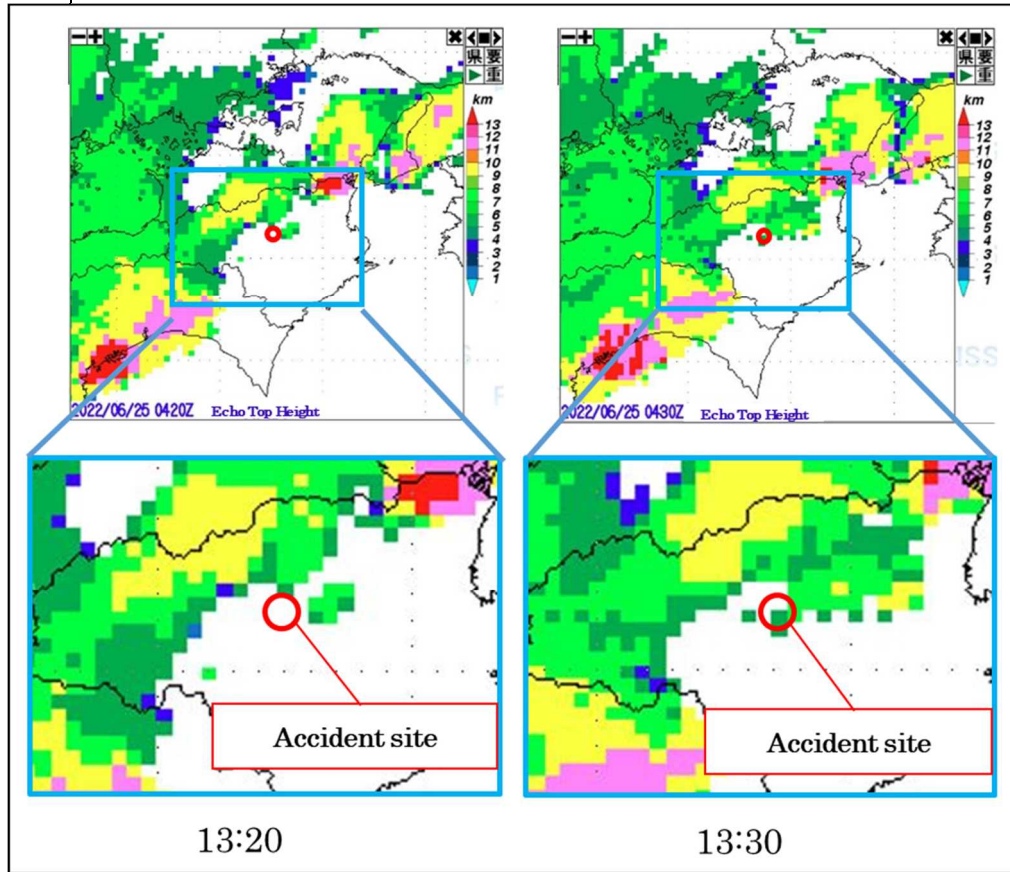 −+ ✖ ◀■▶
県 要
▶ 重
km
13
12
11
10
9
8
7
6
5
4
3
2
1
2022/06/25 0420Z Echo Top Height
−+ ✖ ◀■▶
県 要
▶ 重
km
13
12
11
10
9
8
7
6
5
4
3
2
1
2022/06/25 0430Z Echo Top Height
Accident site
Accident site
13:20
13:30